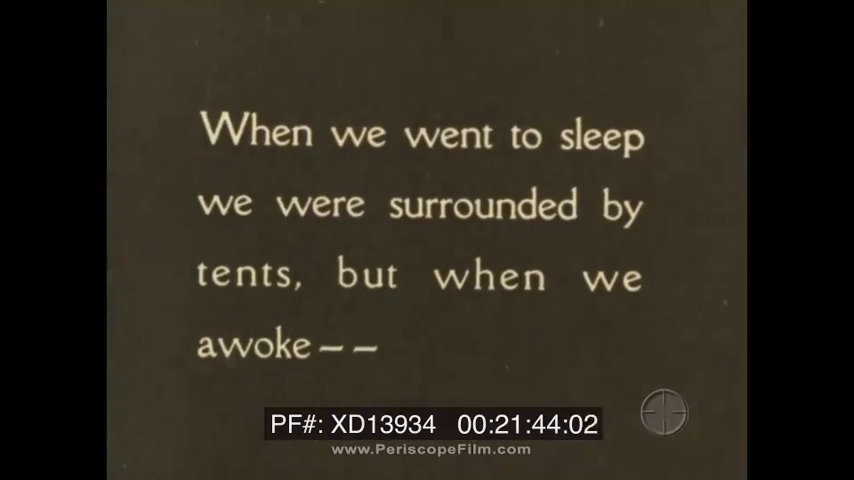 When we went to sleep
we were surrounded by
tents, but when we
awoke — —
PF#: XD13934 00:21:44:02
www.PeriscopeFilm.com